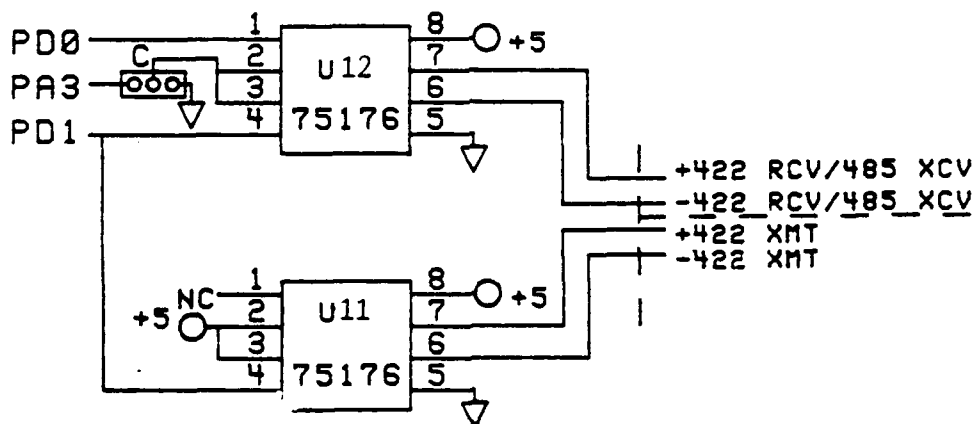 PD0
PA3
PD1
C
1
2
3
4
U12
75176
8
7
6
5
+5
+422 RCV/485 XCV
-422 RCV/485 XCV
+422 XMT
-422 XMT
NC
+5
1
2
3
4
U11
75176
8
7
6
5
+5